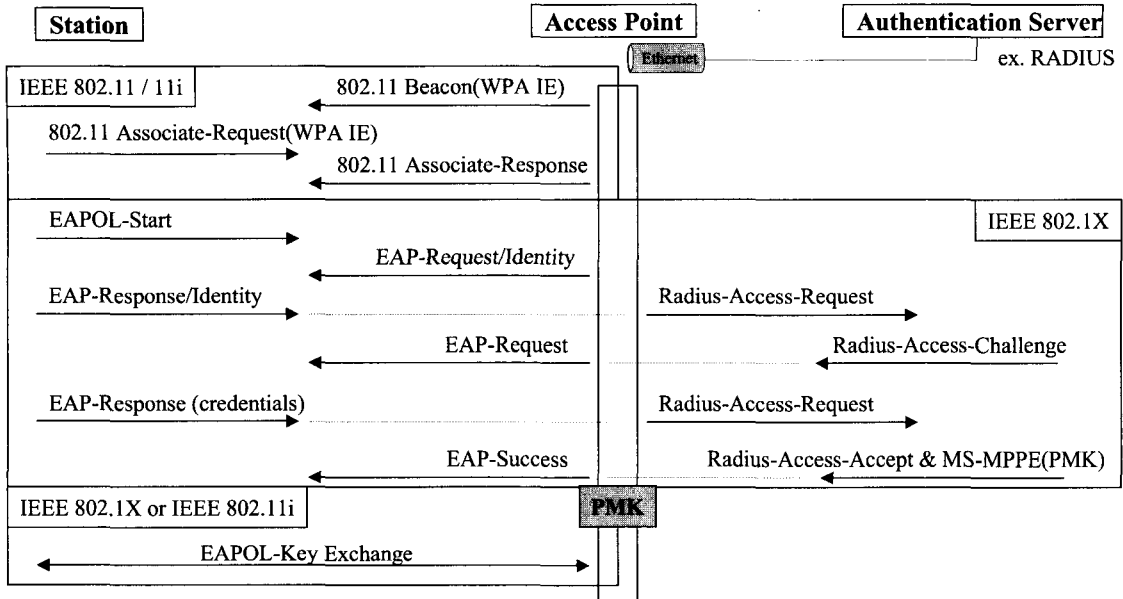 Station
Access Point
Authentication Server
Ethernet
ex. RADIUS
IEEE 802.11 / 11i
802.11 Beacon(WPA IE)
802.11 Associate-Request(WPA IE)
802.11 Associate-Response
EAPOL-Start
IEEE 802.1X
EAP-Request/Identity
EAP-Response/Identity
Radius-Access-Request
EAP-Request
Radius-Access-Challenge
EAP-Response (credentials)
Radius-Access-Request
EAP-Success
Radius-Access-Accept & MS-MPPE(PMK)
IEEE 802.1X or IEEE 802.11i
PMK
EAPOL-Key Exchange